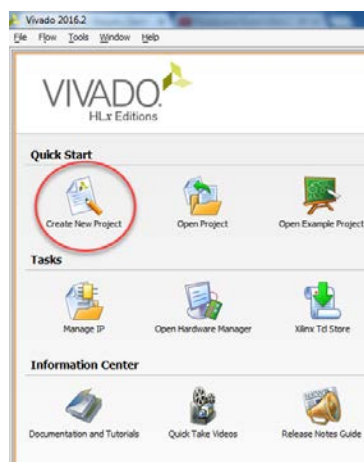 Vivado 2016.2
File Flow Tools Window Help
VIVADO
HLx Editions
Quick Start
Create New Project Open Project Open Example Project
Tasks
Manage IP Open Hardware Manager Xilinx Tcl Store
Information Center
Documentation and Tutorials Quick Take Videos Release Notes Guide